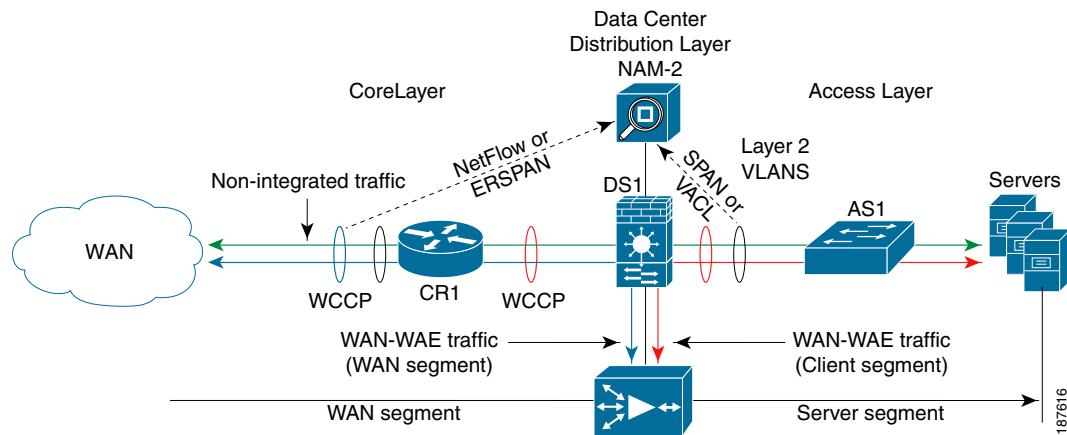 Data Center
Distribution Layer
NAM-2
CoreLayer
Access Layer
NetFlow or
ERSPAN
SPAN or
VACL
Layer 2
VLANS
Non-integrated traffic
DS1
AS1
Servers
WAN
WCCP
CR1
WCCP
WAN-WAE traffic
(WAN segment)
WAN-WAE traffic
(Client segment)
WAN segment
Server segment
187616